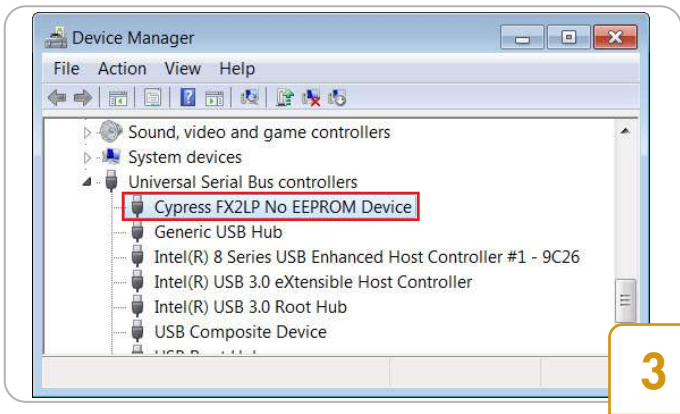 Device Manager
File Action View Help
Sound, video and game controllers
System devices
Universal Serial Bus controllers
Cypress FX2LP No EEPROM Device
Generic USB Hub
Intel(R) 8 Series USB Enhanced Host Controller #1 - 9C26
Intel(R) USB 3.0 eXtensible Host Controller
Intel(R) USB 3.0 Root Hub
USB Composite Device
3